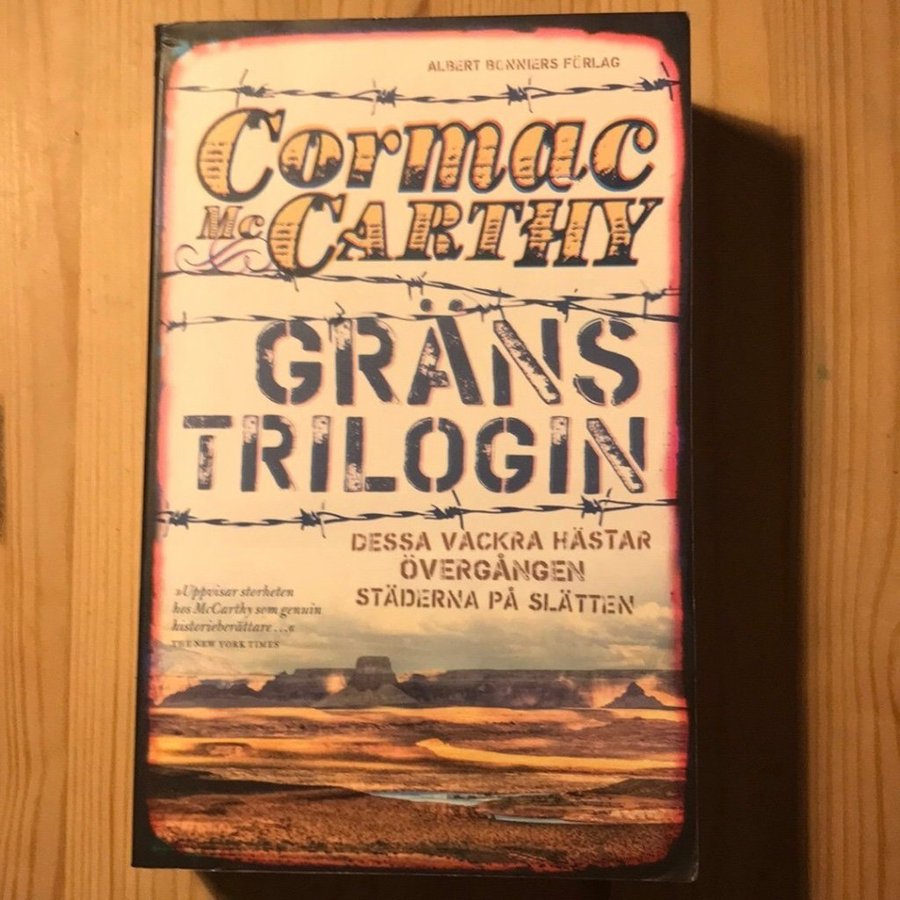 ALBERT BONNIERS FÖRLAG
Cormac
McCARTHY
GRÄNS
TRILOGIN
DESSA VACKRA HÄSTAR
ÖVERGÅNGEN
STÄDERNA PÅ SLÄTTEN
»Uppvisar storheten
hos McCarthy som genuin
historieberättare ...«
THE NEW YORK TIMES